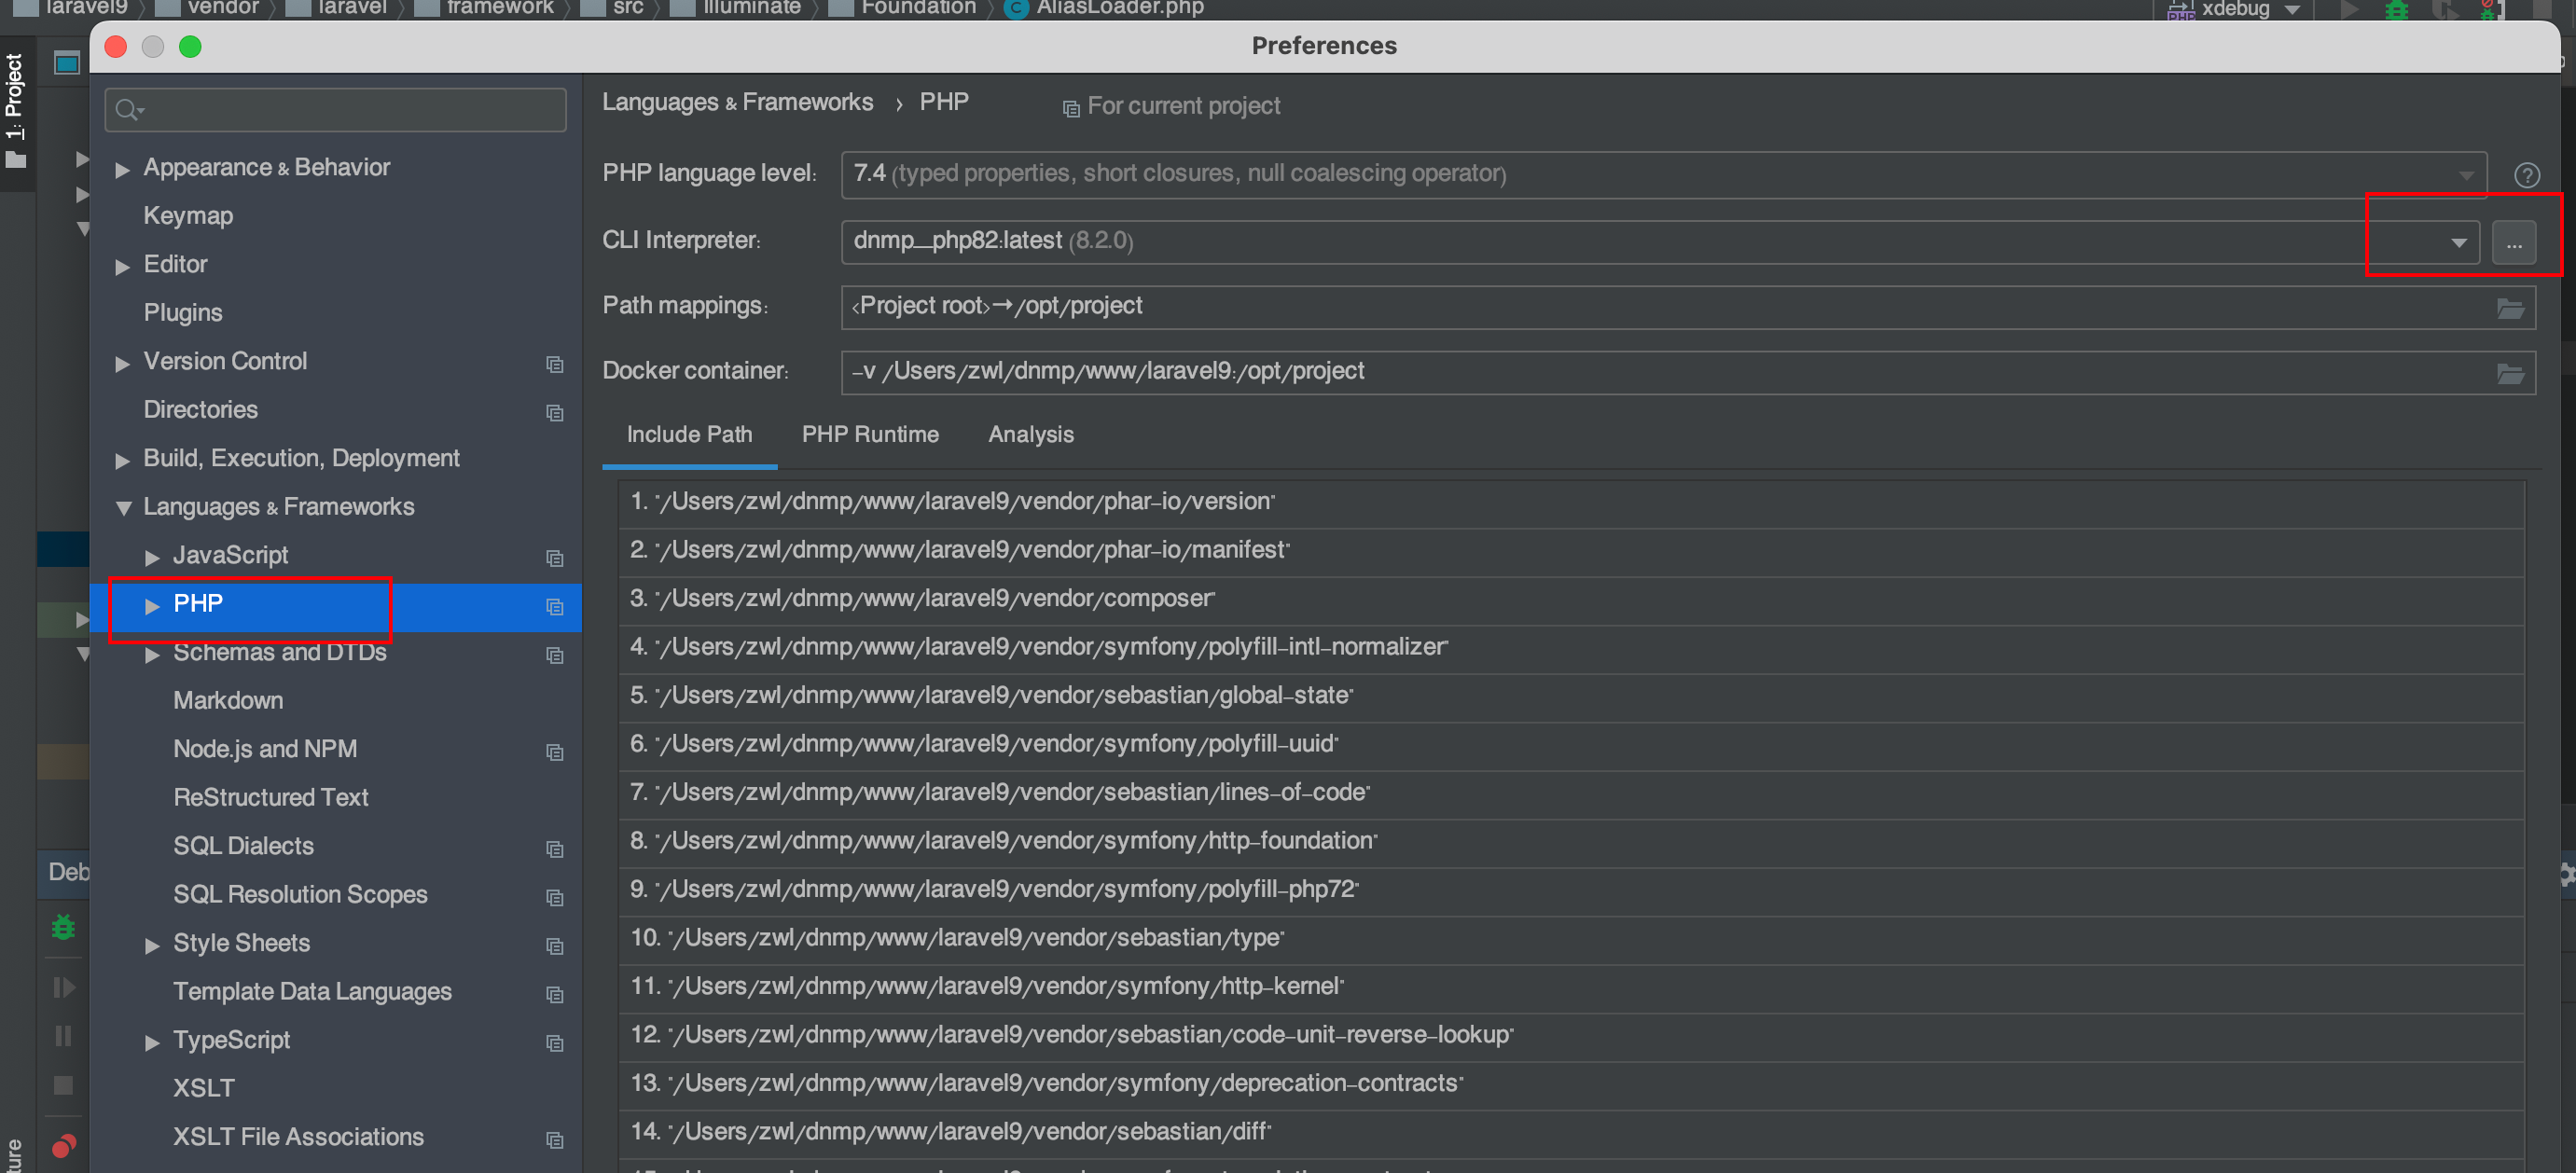 laravel9 vendor laravel framework src Illuminate Foundation AliasLoader.php xdebug
Preferences
1: Project
Languages & Frameworks › PHP For current project
Appearance & Behavior
Keymap
Editor
Plugins
Version Control
Directories
Build, Execution, Deployment
Languages & Frameworks
JavaScript
PHP
Schemas and DTDs
Markdown
Node.js and NPM
ReStructured Text
SQL Dialects
SQL Resolution Scopes
Style Sheets
Template Data Languages
TypeScript
XSLT
XSLT File Associations
PHP language level: 7.4 (typed properties, short closures, null coalescing operator)
CLI Interpreter: dnmp__php82:latest (8.2.0) ...
Path mappings: <Project root>→/opt/project
Docker container: -v /Users/zwl/dnmp/www/laravel9:/opt/project
Include Path PHP Runtime Analysis
1. "/Users/zwl/dnmp/www/laravel9/vendor/phar-io/version"
2. "/Users/zwl/dnmp/www/laravel9/vendor/phar-io/manifest"
3. "/Users/zwl/dnmp/www/laravel9/vendor/composer"
4. "/Users/zwl/dnmp/www/laravel9/vendor/symfony/polyfill-intl-normalizer"
5. "/Users/zwl/dnmp/www/laravel9/vendor/sebastian/global-state"
6. "/Users/zwl/dnmp/www/laravel9/vendor/symfony/polyfill-uuid"
7. "/Users/zwl/dnmp/www/laravel9/vendor/sebastian/lines-of-code"
8. "/Users/zwl/dnmp/www/laravel9/vendor/symfony/http-foundation"
9. "/Users/zwl/dnmp/www/laravel9/vendor/symfony/polyfill-php72"
10. "/Users/zwl/dnmp/www/laravel9/vendor/sebastian/type"
11. "/Users/zwl/dnmp/www/laravel9/vendor/symfony/http-kernel"
12. "/Users/zwl/dnmp/www/laravel9/vendor/sebastian/code-unit-reverse-lookup"
13. "/Users/zwl/dnmp/www/laravel9/vendor/symfony/deprecation-contracts"
14. "/Users/zwl/dnmp/www/laravel9/vendor/sebastian/diff"
Deb
ture